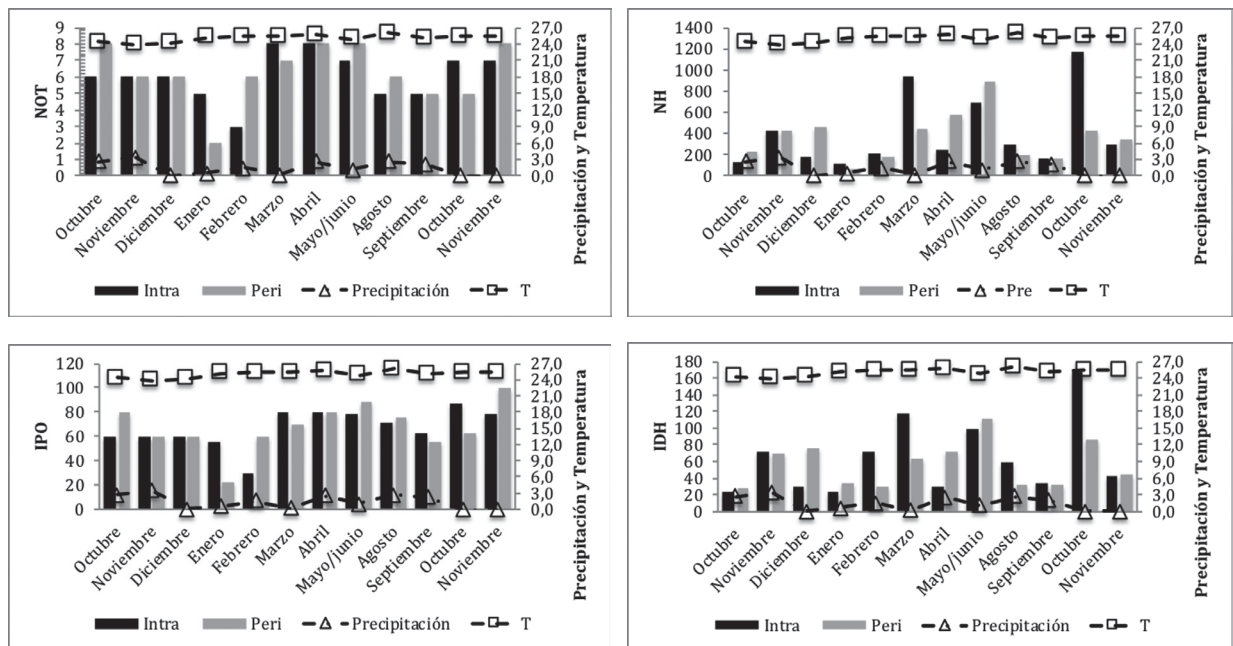 NOT
9
8
7
6
5
4
3
2
1
0
27,0
24,0
21,0
18,0
15,0
12,0
9,0
6,0
3,0
0,0
Precipitación y Temperatura
Octubre
Noviembre
Diciembre
Enero
Febrero
Marzo
Abril
Mayo/junio
Agosto
Septiembre
Octubre
Noviembre
Intra Peri Precipitación T
NH
1400
1200
1000
800
600
400
200
0
27,0
24,0
21,0
18,0
15,0
12,0
9,0
6,0
3,0
0,0
Precipitación y Temperatura
Octubre
Noviembre
Diciembre
Enero
Febrero
Marzo
Abril
Mayo/junio
Agosto
Septiembre
Octubre
Noviembre
Intra Peri Pre T
IPO
120
100
80
60
40
20
0
27,0
24,0
21,0
18,0
15,0
12,0
9,0
6,0
3,0
0,0
Precipitación y Temperatura
Octubre
Noviembre
Diciembre
Enero
Febrero
Marzo
Abril
Mayo/junio
Agosto
Septiembre
Octubre
Noviembre
Intra Peri Precipitación T
IDH
180
160
140
120
100
80
60
40
20
0
27,0
24,0
21,0
18,0
15,0
12,0
9,0
6,0
3,0
0,0
Precipitación y Temperatura
Octubre
Noviembre
Diciembre
Enero
Febrero
Marzo
Abril
Mayo/junio
Agosto
Septiembre
Octubre
Noviembre
Intra Peri Precipitación T